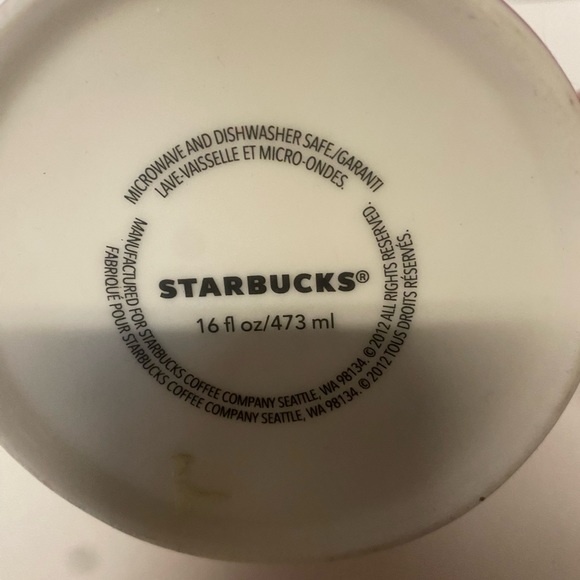 MICROWAVE AND DISHWASHER SAFE/GARANTI
LAVE-VAISSELLE ET MICRO-ONDES.
STARBUCKS®
16 fl oz/473 ml
MANUFACTURED FOR STARBUCKS COFFEE COMPANY SEATTLE, WA 98134. © 2012 ALL RIGHTS RESERVED.
FABRIQUÉ POUR STARBUCKS COFFEE COMPANY SEATTLE, WA 98134. © 2012 TOUS DROITS RÉSERVÉS.